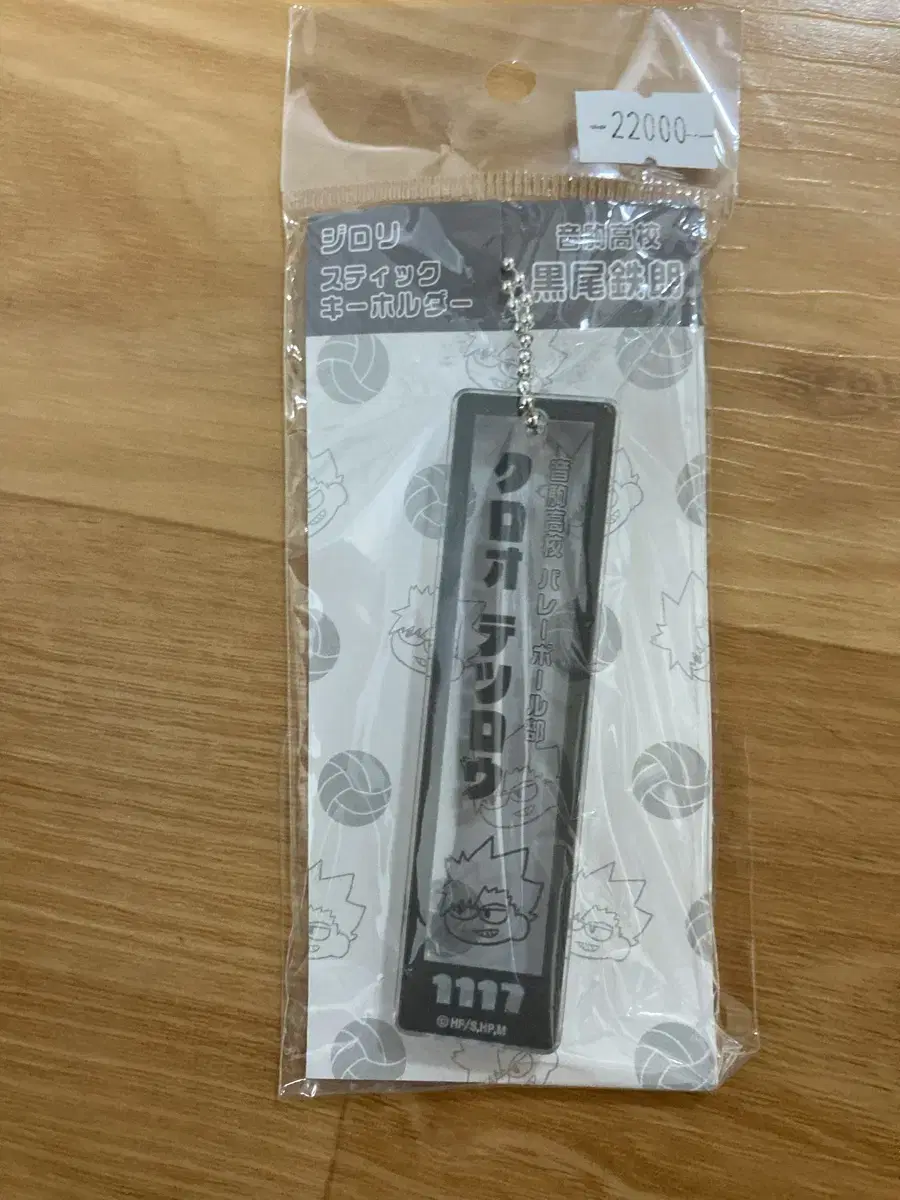 -22000-
ジロリ
スティック
キーホルダー
音駒高校
黒尾鉄朗
音駒高校 バレーボール部
クロオ テツロウ
1117
©HF/S,HP,M